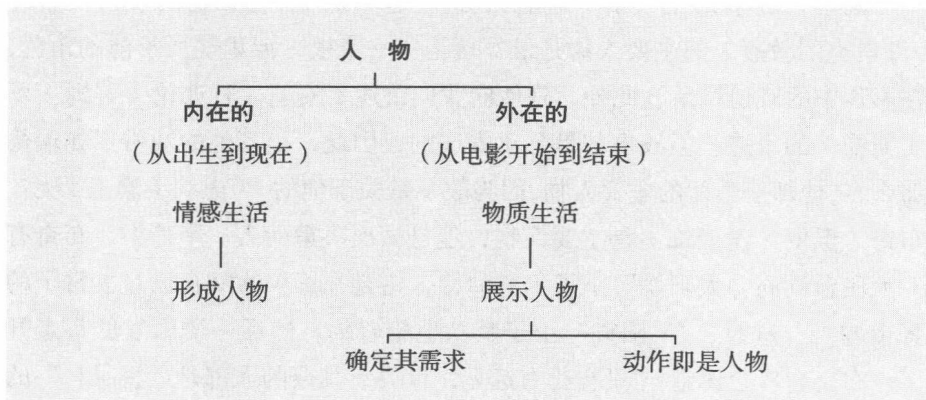 人 物
内在的 外在的
（从出生到现在） （从电影开始到结束）
情感生活 物质生活
形成人物 展示人物
确定其需求 动作即是人物